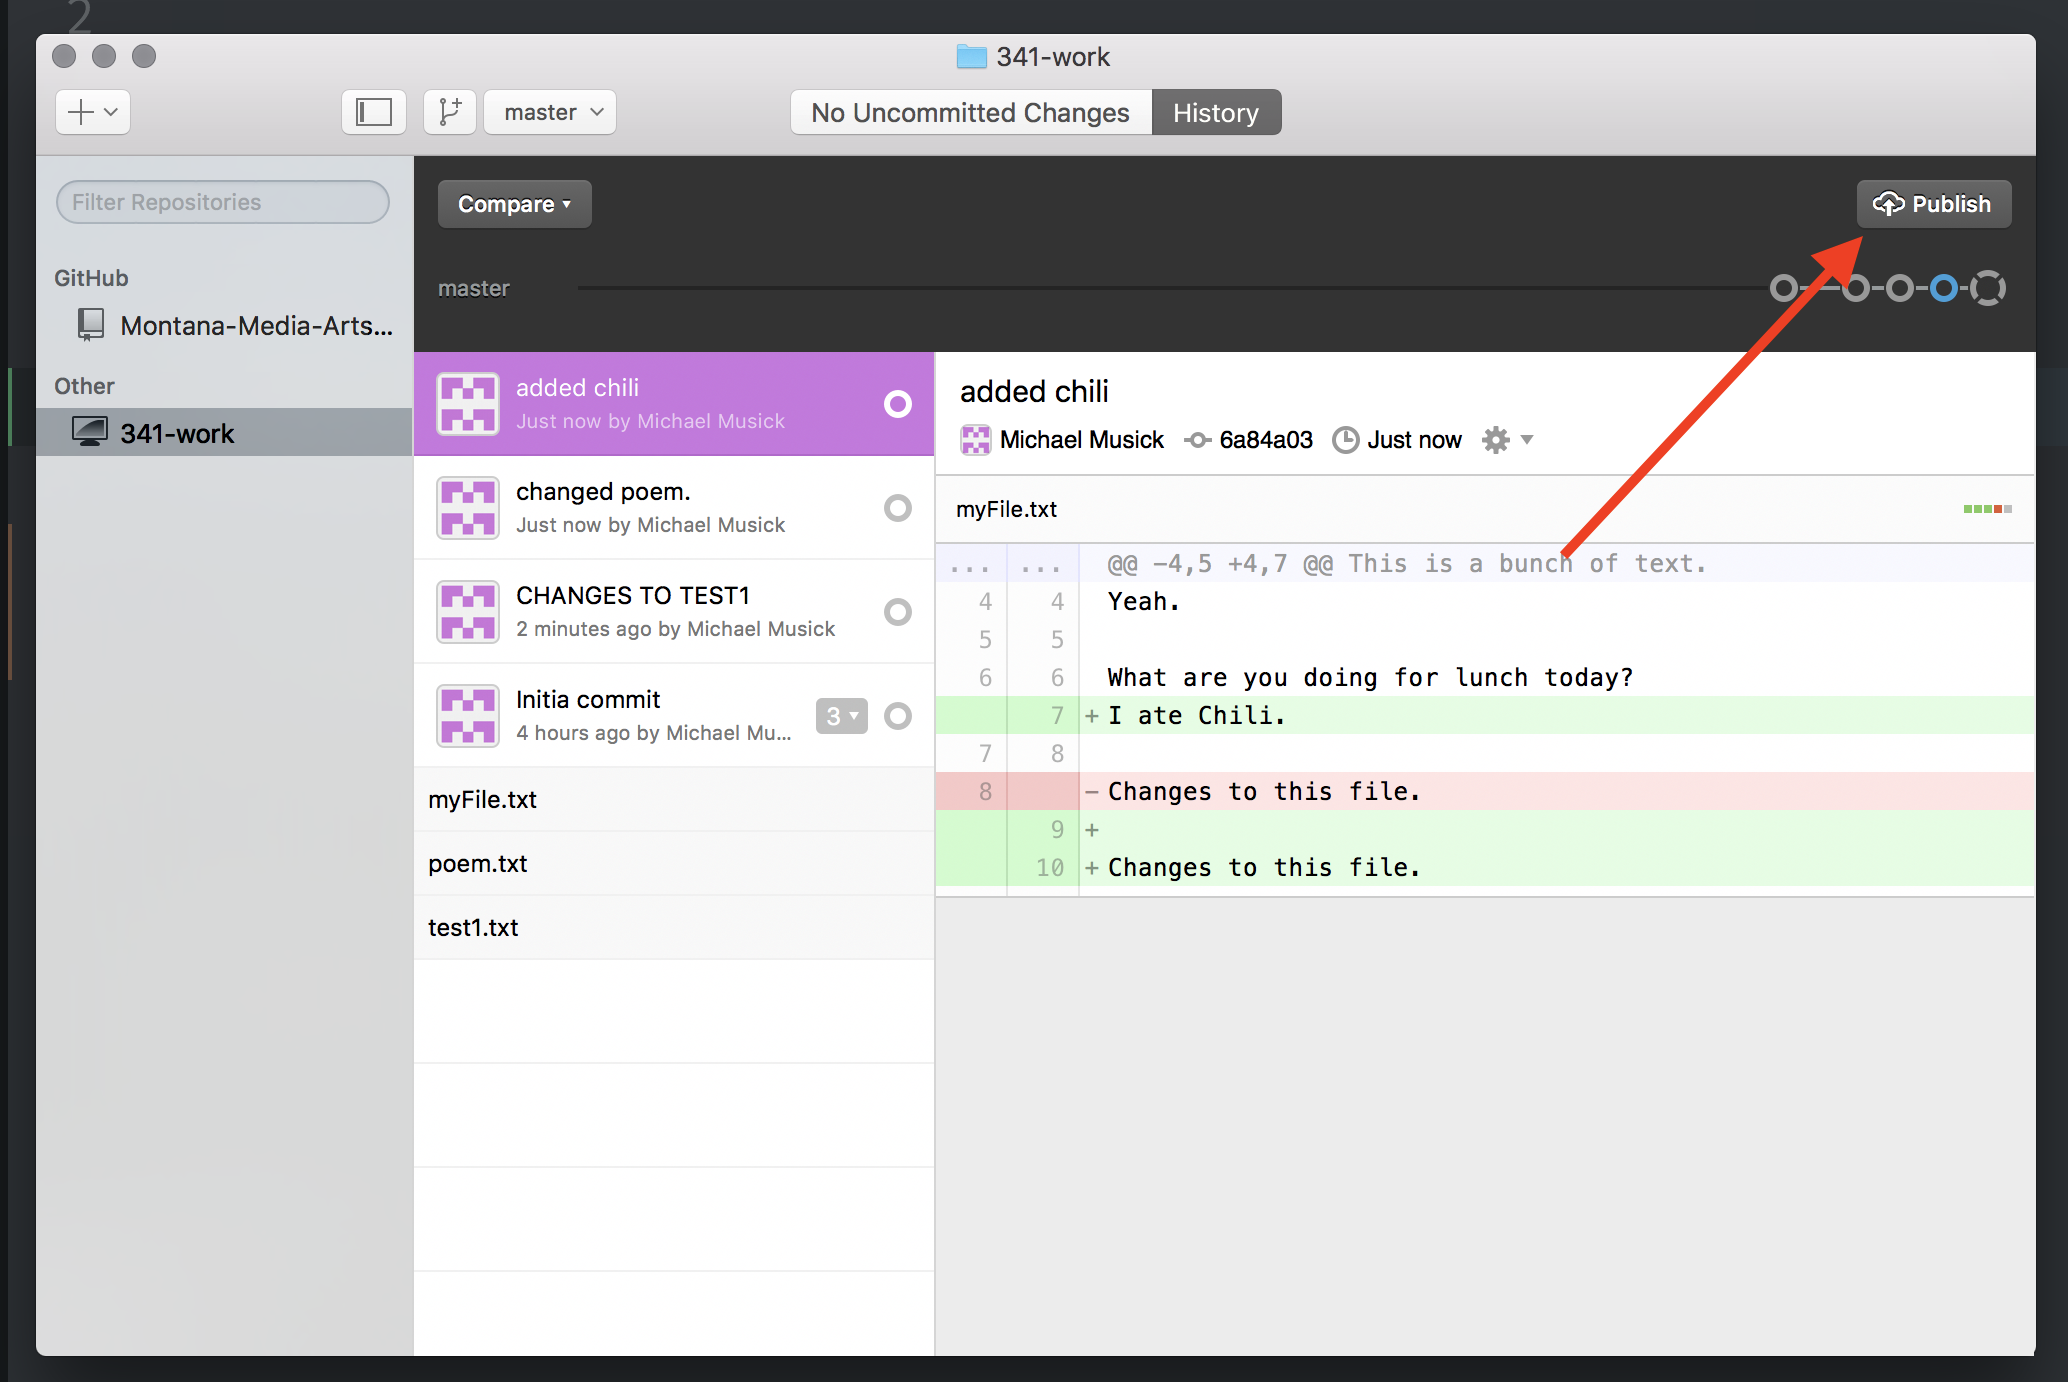 2
341-work
master
No Uncommitted Changes
History
Filter Repositories
GitHub
Montana-Media-Arts...
Other
341-work
Compare
Publish
master
added chili
Just now by Michael Musick
changed poem.
Just now by Michael Musick
CHANGES TO TEST1
2 minutes ago by Michael Musick
Initia commit
3
4 hours ago by Michael Mu...
myFile.txt
poem.txt
test1.txt
added chili
Michael Musick 6a84a03 Just now
myFile.txt
... ... @@ -4,5 +4,7 @@ This is a bunch of text.
4 4 Yeah.
5 5
6 6 What are you doing for lunch today?
7 + I ate Chili.
7 8
8 - Changes to this file.
9 +
10 + Changes to this file.